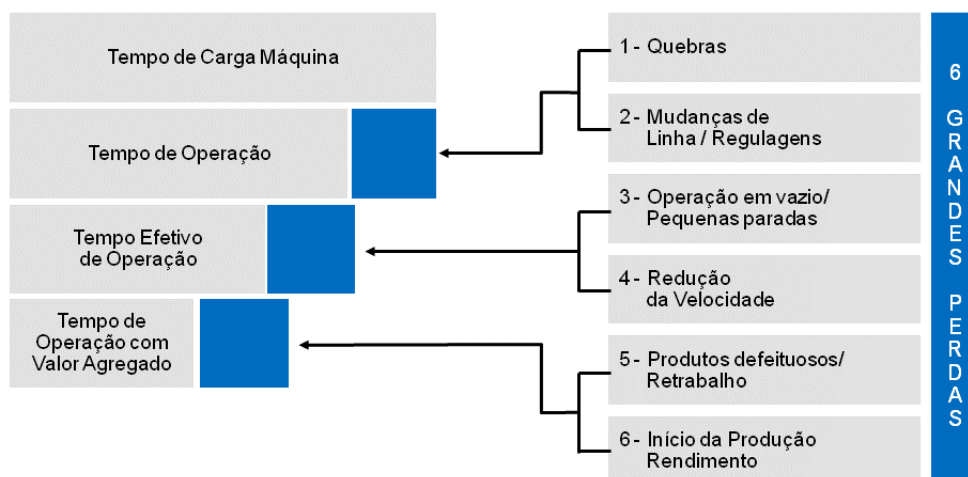 Tempo de Carga Máquina
Tempo de Operação
Tempo Efetivo
de Operação
Tempo de
Operação com
Valor Agregado
1- Quebras
2- Mudanças de
Linha / Regulagens
3- Operação em vazio/
Pequenas paradas
4- Redução
da Velocidade
5- Produtos defeituosos/
Retrabalho
6- Início da Produção
Rendimento
6 GRANDES PERDAS